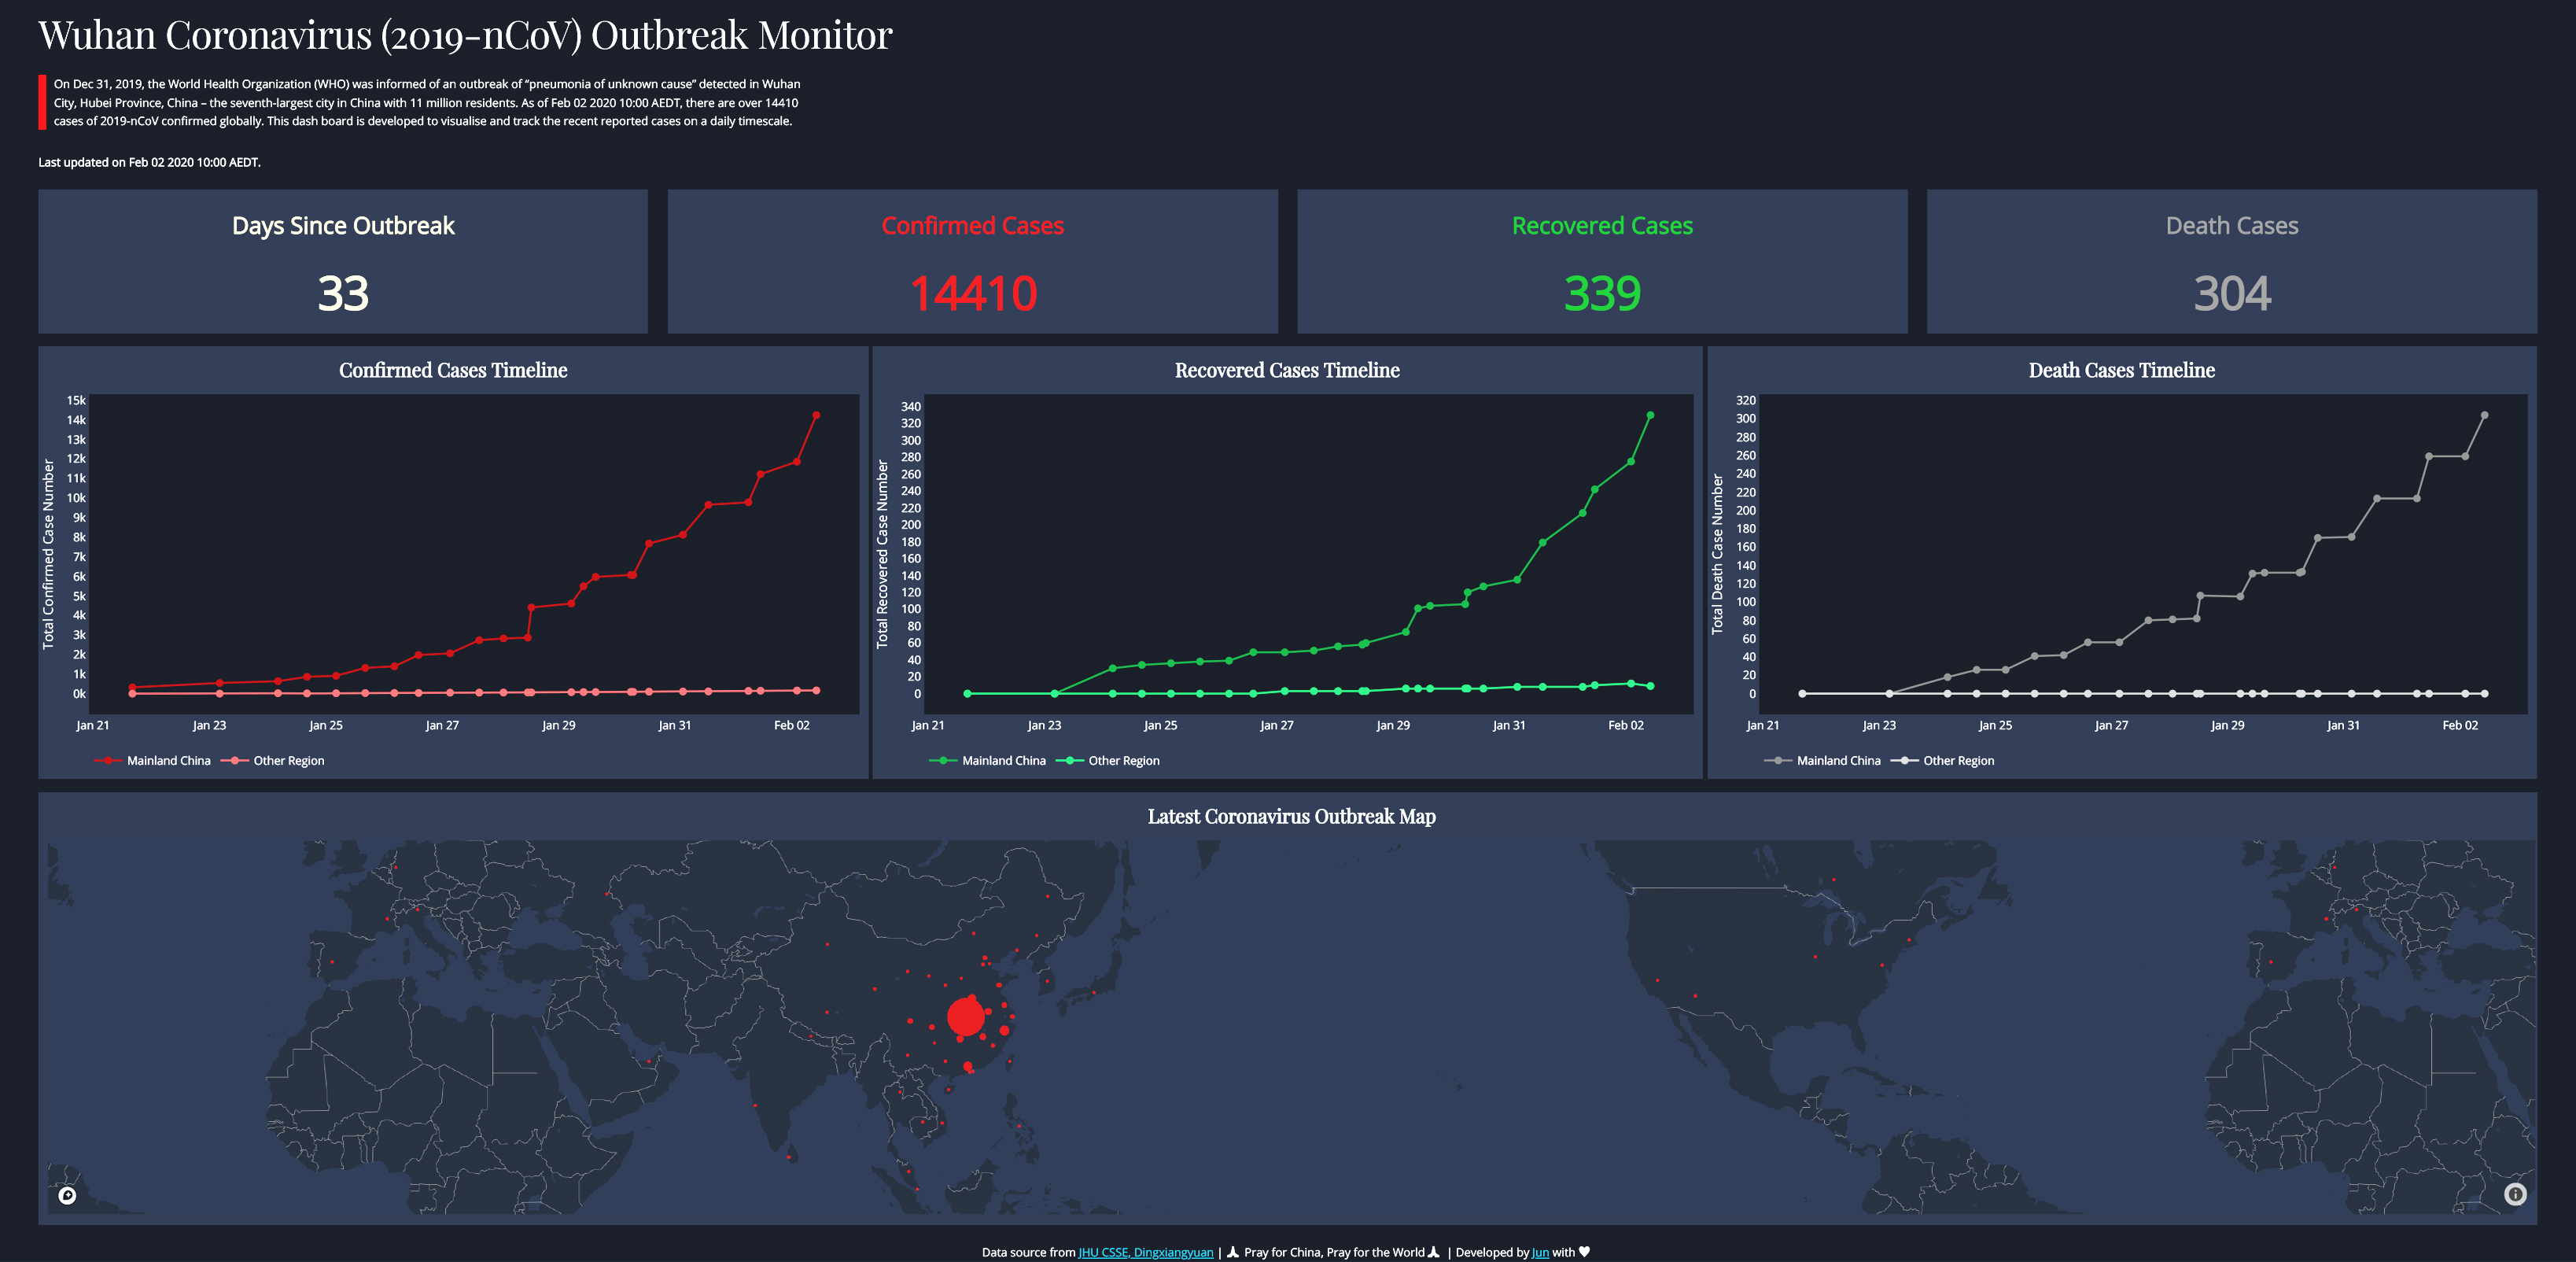 Wuhan Coronavirus (2019-nCoV) Outbreak Monitor
On Dec 31, 2019, the World Health Organization (WHO) was informed of an outbreak of “pneumonia of unknown cause” detected in Wuhan
City, Hubei Province, China – the seventh-largest city in China with 11 million residents. As of Feb 02 2020 10:00 AEDT, there are over 14410
cases of 2019-nCoV confirmed globally. This dash board is developed to visualise and track the recent reported cases on a daily timescale.
Last updated on Feb 02 2020 10:00 AEDT.
Days Since Outbreak
33
Confirmed Cases
14410
Recovered Cases
339
Death Cases
304
Confirmed Cases Timeline
Total Confirmed Case Number
15k
14k
13k
12k
11k
10k
9k
8k
7k
6k
5k
4k
3k
2k
1k
0k
Jan 21 Jan 23 Jan 25 Jan 27 Jan 29 Jan 31 Feb 02
Mainland China Other Region
Recovered Cases Timeline
Total Recovered Case Number
340
320
300
280
260
240
220
200
180
160
140
120
100
80
60
40
20
0
Jan 21 Jan 23 Jan 25 Jan 27 Jan 29 Jan 31 Feb 02
Mainland China Other Region
Death Cases Timeline
Total Death Case Number
320
300
280
260
240
220
200
180
160
140
120
100
80
60
40
20
0
Jan 21 Jan 23 Jan 25 Jan 27 Jan 29 Jan 31 Feb 02
Mainland China Other Region
Latest Coronavirus Outbreak Map
Data source from JHU CSSE, Dingxiangyuan | 🙏 Pray for China, Pray for the World 🙏 | Developed by Jun with ♥